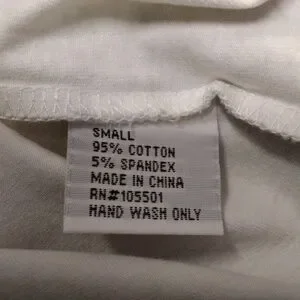 SMALL
95% COTTON
5% SPANDEX
MADE IN CHINA
RN#105501
HAND WASH ONLY